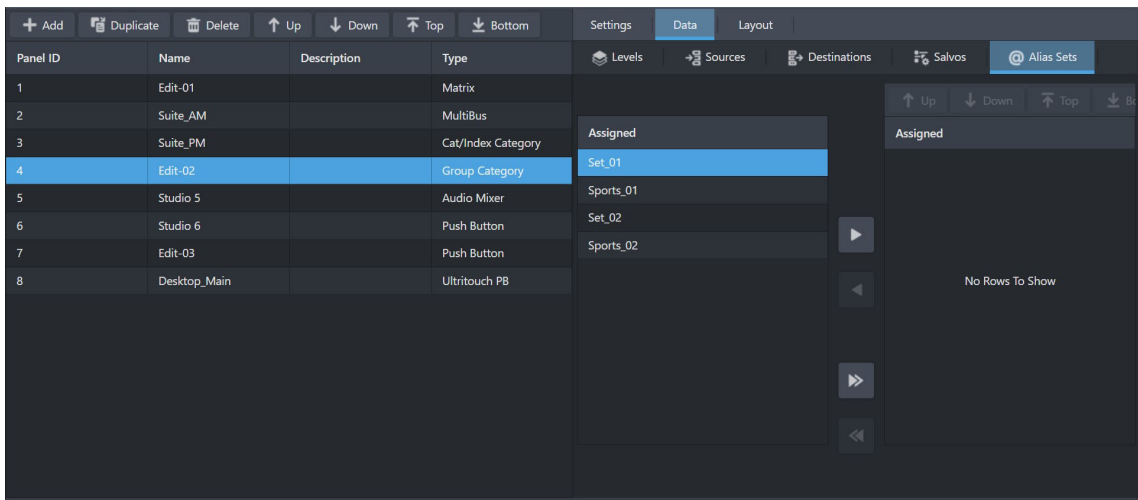 Add Duplicate Delete Up Down Top Bottom
Settings Data Layout
Panel ID Name Description Type
Levels Sources Destinations Salvos @ Alias Sets
1 Edit-01 Matrix
Up Down Top Bo
2 Suite_AM MultiBus
Assigned
Assigned
3 Suite_PM Cat/Index Category
4 Edit-02 Group Category
Set_01
5 Studio 5 Audio Mixer
Sports_01
6 Studio 6 Push Button
Set_02
7 Edit-03 Push Button
Sports_02
8 Desktop_Main Ultritouch PB
No Rows To Show